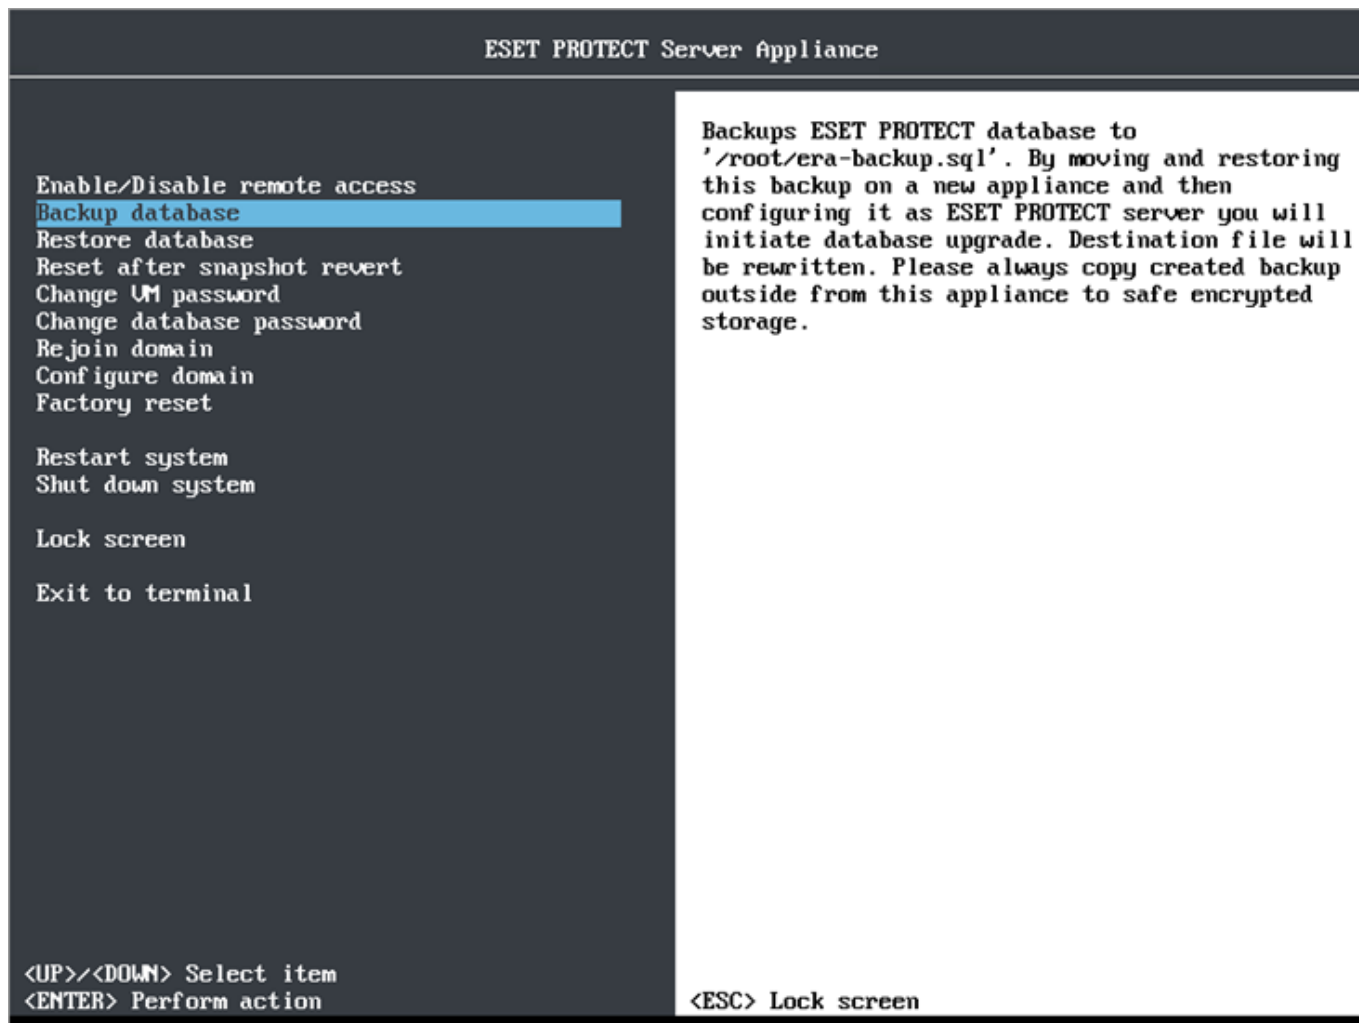 ESET PROTECT Server Appliance
Enable/Disable remote access
Backup database
Restore database
Reset after snapshot revert
Change VM password
Change database password
Rejoin domain
Configure domain
Factory reset
Restart system
Shut down system
Lock screen
Exit to terminal
<UP>/<DOWN> Select item
<ENTER> Perform action
Backups ESET PROTECT database to
'/root/era-backup.sql'. By moving and restoring
this backup on a new appliance and then
configuring it as ESET PROTECT server you will
initiate database upgrade. Destination file will
be rewritten. Please always copy created backup
outside from this appliance to safe encrypted
storage.
<ESC> Lock screen